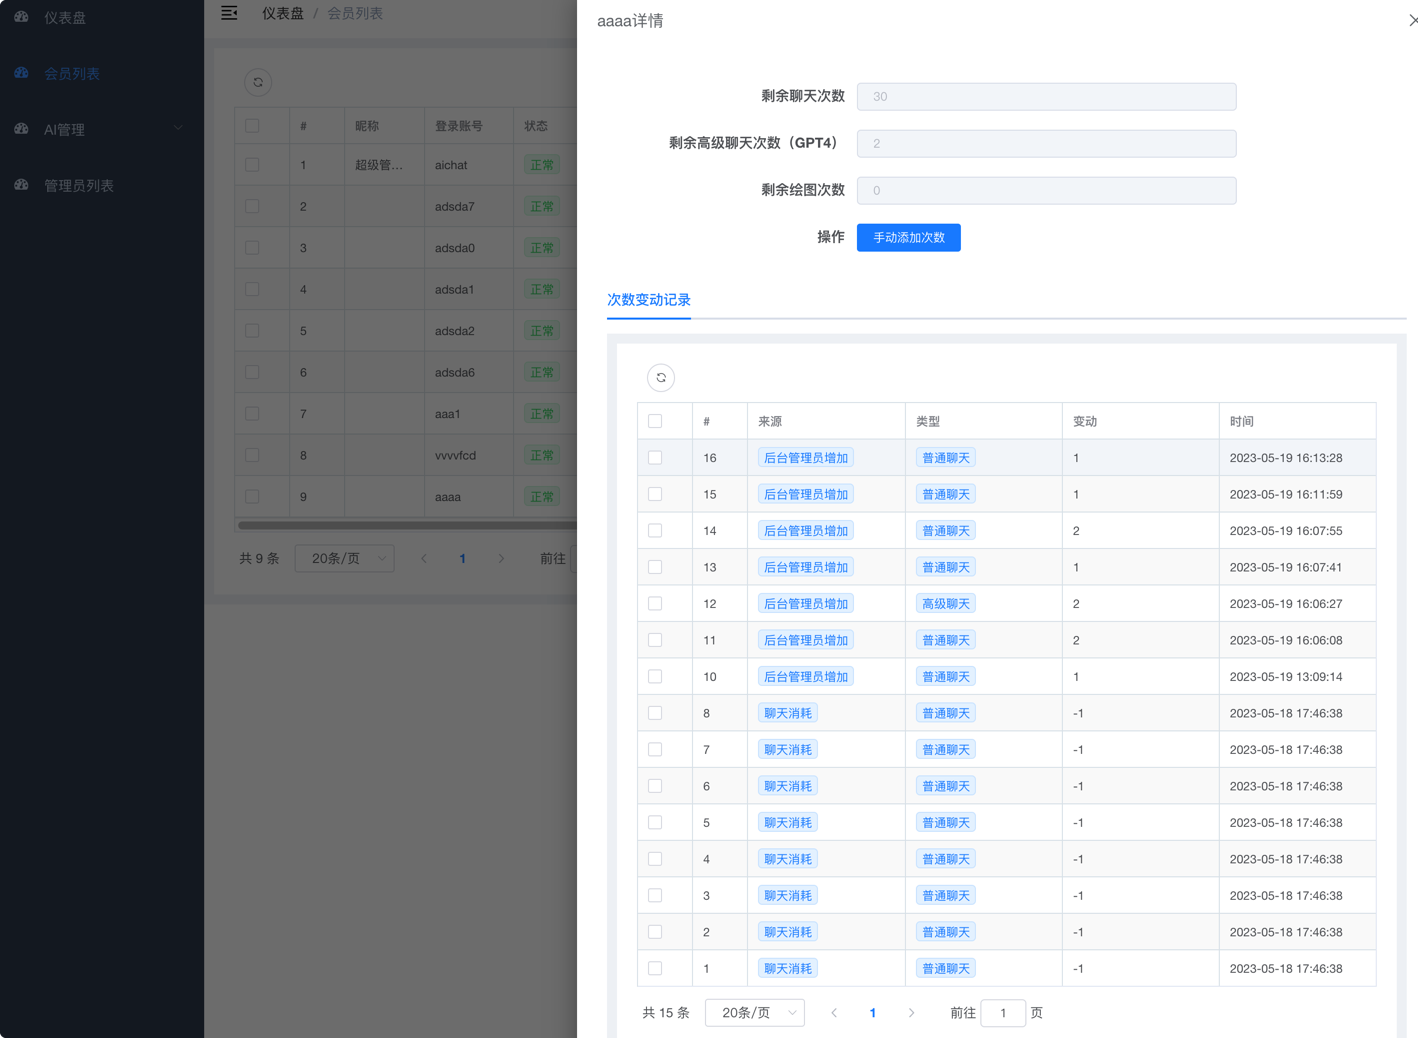 仪表盘
会员列表
AI管理
管理员列表
仪表盘 / 会员列表
# 昵称 登录账号 状态
1 超级管... aichat 正常
2 adsda7 正常
3 adsda0 正常
4 adsda1 正常
5 adsda2 正常
6 adsda6 正常
7 aaa1 正常
8 vvvvfcd 正常
9 aaaa 正常
共 9 条 20条/页 1 前往
aaaa详情
剩余聊天次数 30
剩余高级聊天次数（GPT4） 2
剩余绘图次数 0
操作 手动添加次数
次数变动记录
# 来源 类型 变动 时间
16 后台管理员增加 普通聊天 1 2023-05-19 16:13:28
15 后台管理员增加 普通聊天 1 2023-05-19 16:11:59
14 后台管理员增加 普通聊天 2 2023-05-19 16:07:55
13 后台管理员增加 普通聊天 1 2023-05-19 16:07:41
12 后台管理员增加 高级聊天 2 2023-05-19 16:06:27
11 后台管理员增加 普通聊天 2 2023-05-19 16:06:08
10 后台管理员增加 普通聊天 1 2023-05-19 13:09:14
8 聊天消耗 普通聊天 -1 2023-05-18 17:46:38
7 聊天消耗 普通聊天 -1 2023-05-18 17:46:38
6 聊天消耗 普通聊天 -1 2023-05-18 17:46:38
5 聊天消耗 普通聊天 -1 2023-05-18 17:46:38
4 聊天消耗 普通聊天 -1 2023-05-18 17:46:38
3 聊天消耗 普通聊天 -1 2023-05-18 17:46:38
2 聊天消耗 普通聊天 -1 2023-05-18 17:46:38
1 聊天消耗 普通聊天 -1 2023-05-18 17:46:38
共 15 条 20条/页 1 前往 1 页